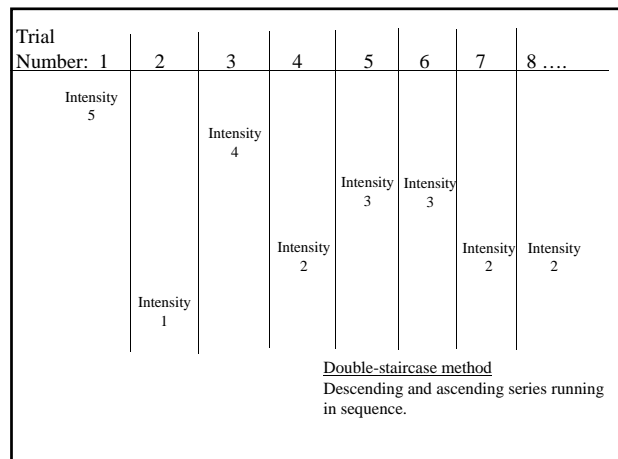 Trial
Number: 1 2 3 4 5 6 7 8 ....
Intensity
5
Intensity
1
Intensity
4
Intensity
2
Intensity
3
Intensity
3
Intensity
2
Intensity
2
Double-staircase method
Descending and ascending series running
in sequence.